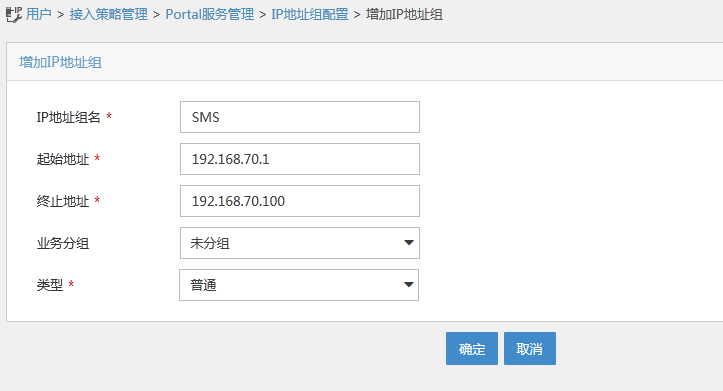 用户 > 接入策略管理 > Portal服务管理 > IP地址组配置 > 增加IP地址组
增加IP地址组
IP地址组名 * SMS
起始地址 * 192.168.70.1
终止地址 * 192.168.70.100
业务分组 未分组
类型 * 普通
确定 取消